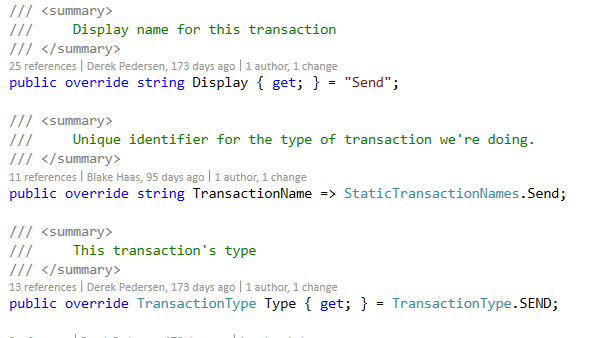 /// <summary>
///     Display name for this transaction
/// </summary>
25 references | Derek Pedersen, 173 days ago | 1 author, 1 change
public override string Display { get; } = "Send";
/// <summary>
///     Unique identifier for the type of transaction we're doing.
/// </summary>
11 references | Blake Haas, 95 days ago | 1 author, 1 change
public override string TransactionName => StaticTransactionNames.Send;
/// <summary>
///     This transaction's type
/// </summary>
13 references | Derek Pedersen, 173 days ago | 1 author, 1 change
public override TransactionType Type { get; } = TransactionType.SEND;